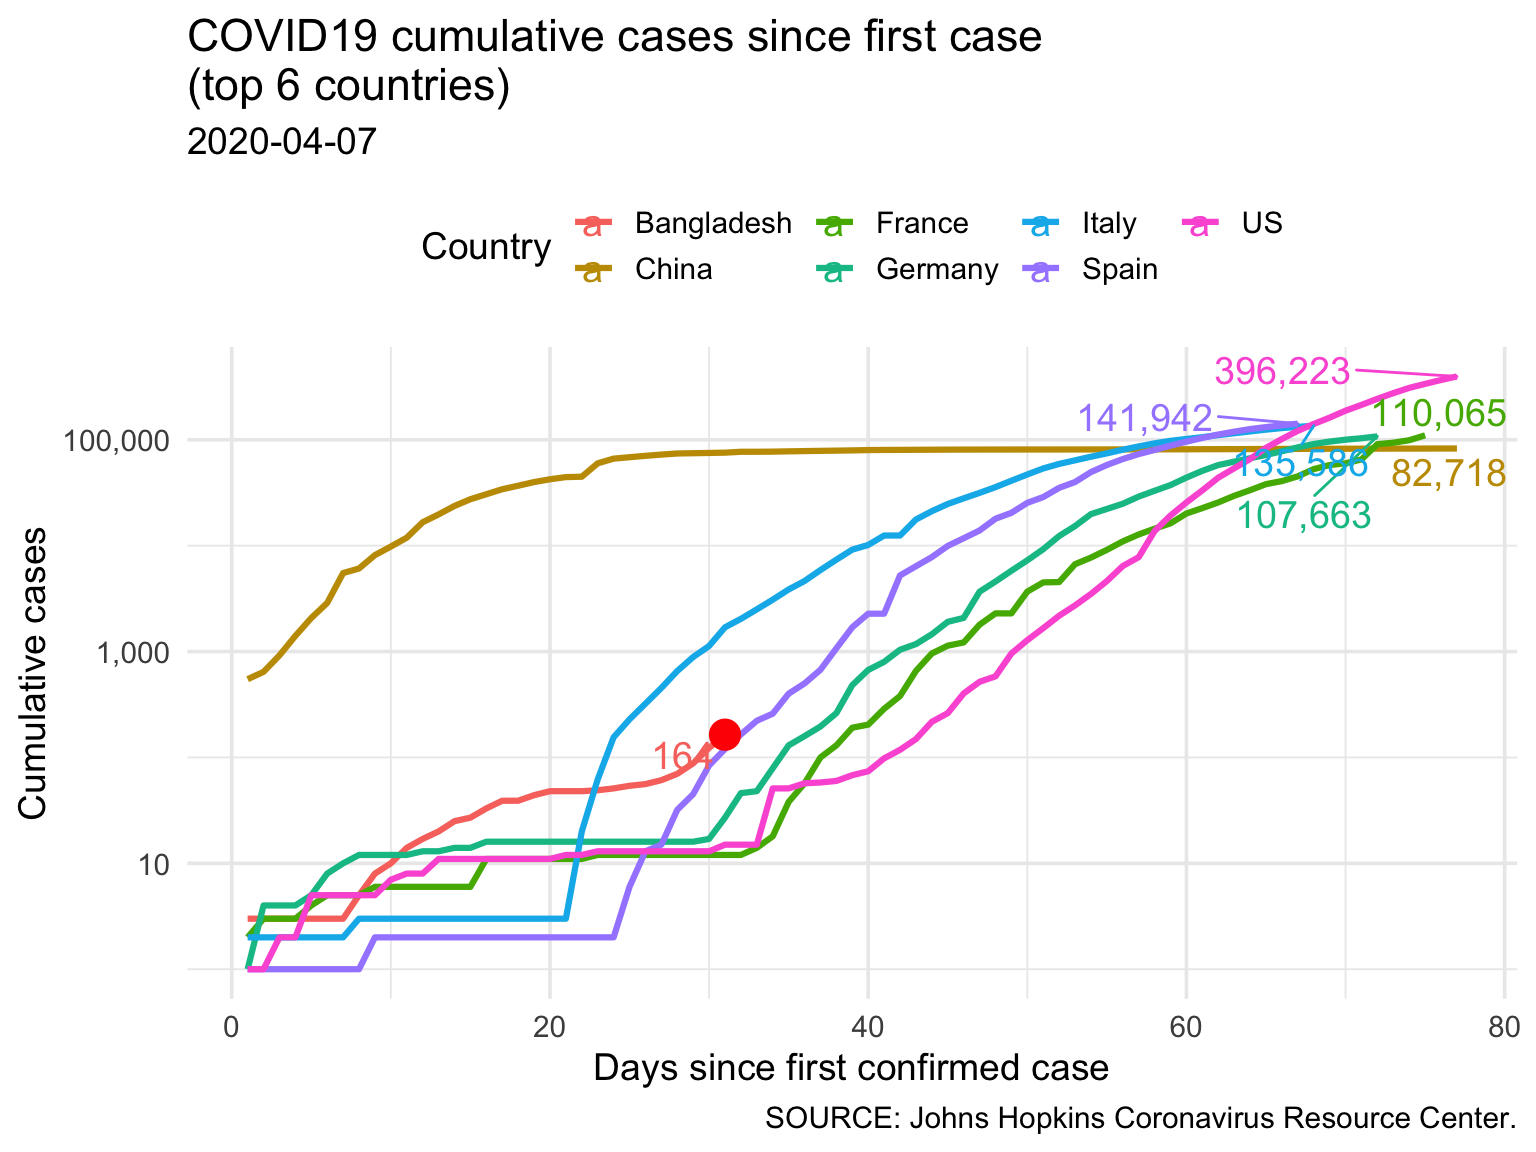 COVID19 cumulative cases since first case
(top 6 countries)
2020-04-07
Country
a Bangladesh a France a Italy a US
a China a Germany a Spain
396,223
110,065
141,942
135,586
82,718
107,663
164
100,000
1,000
10
Cumulative cases
0 20 40 60 80
Days since first confirmed case
SOURCE: Johns Hopkins Coronavirus Resource Center.